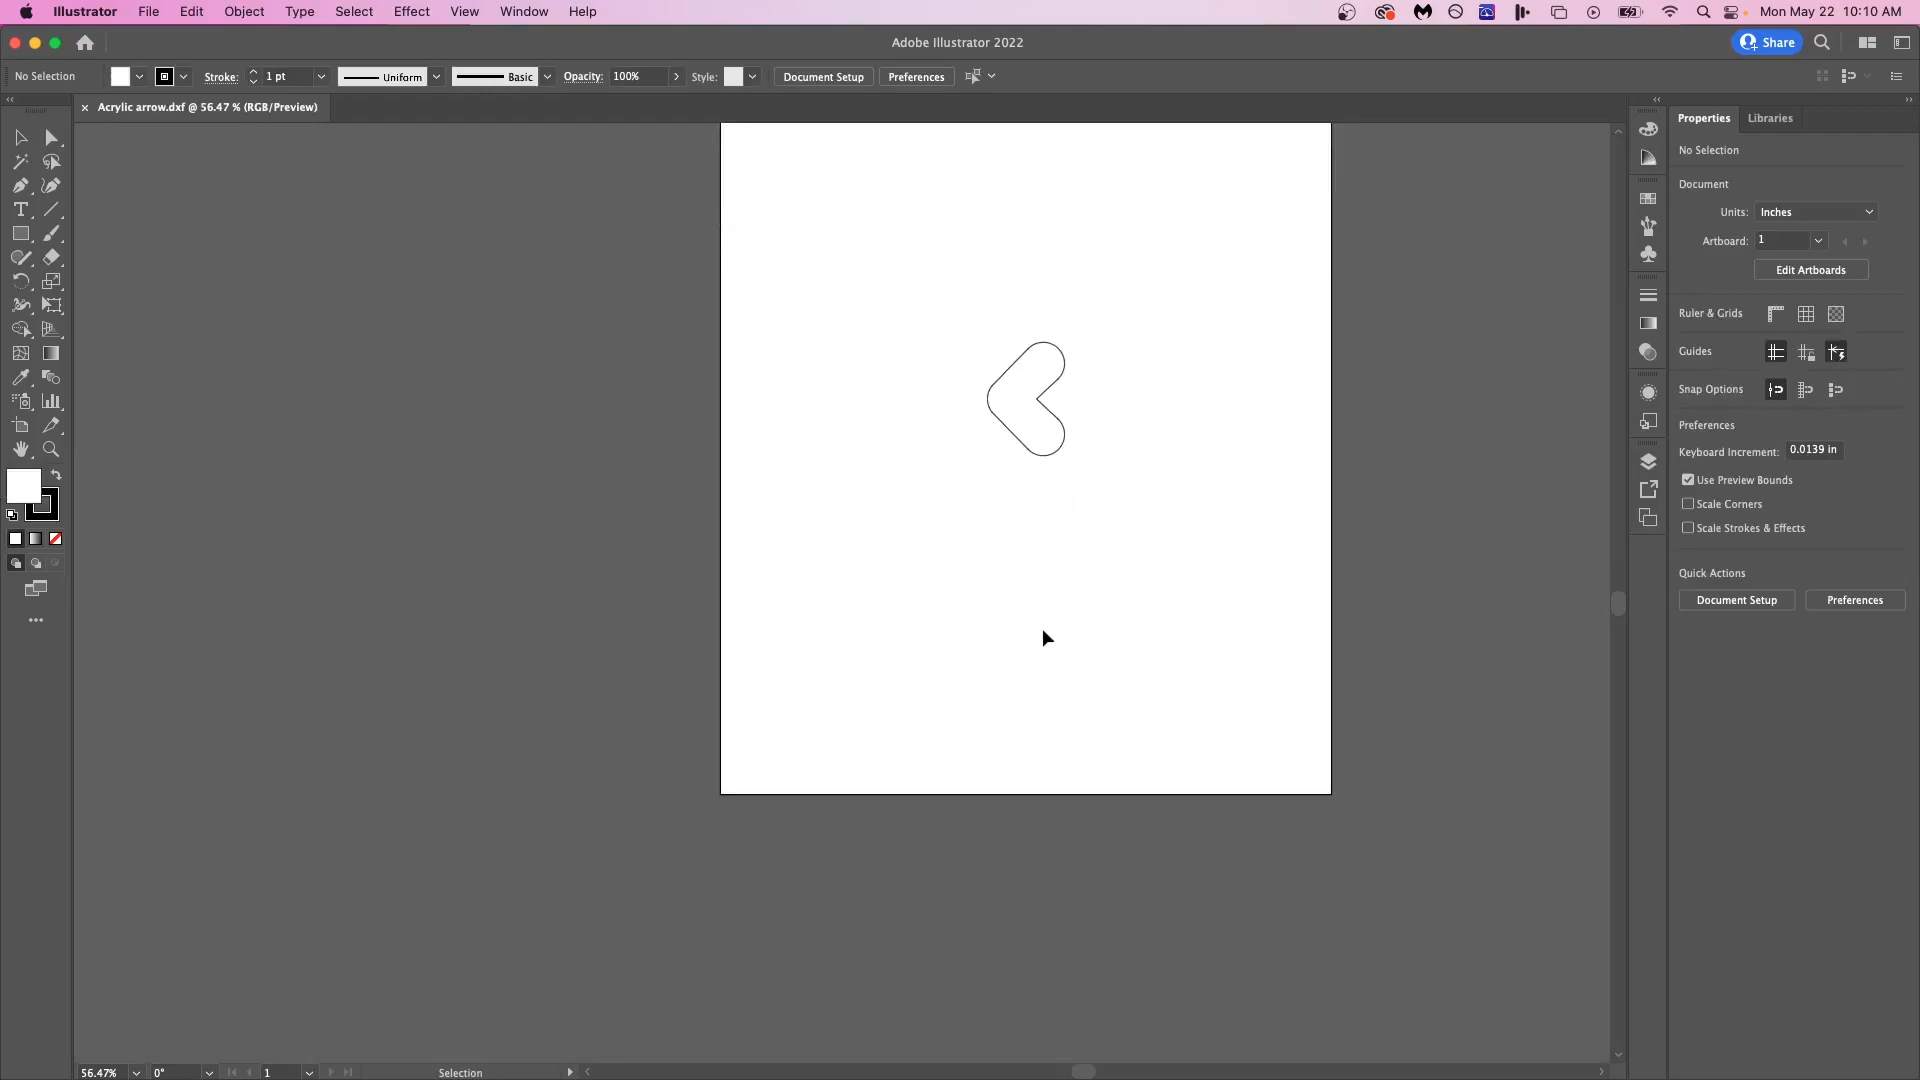 Illustrator File Edit Object Type Select Effect View Window Help Mon May 22 10:10 AM
Adobe Illustrator 2022
Share
No Selection Stroke: 1 pt Uniform Basic Opacity: 100% Style: Document Setup Preferences
Acrylic arrow.dxf @ 56.47 % (RGB/Preview)
Properties Libraries
No Selection
Document
Units: Inches
Artboard: 1
Edit Artboards
Ruler & Grids
Guides
Snap Options
Preferences
Keyboard Increment: 0.0139 in
Use Preview Bounds
Scale Corners
Scale Strokes & Effects
Quick Actions
Document Setup Preferences
56.47% 0° 1 Selection